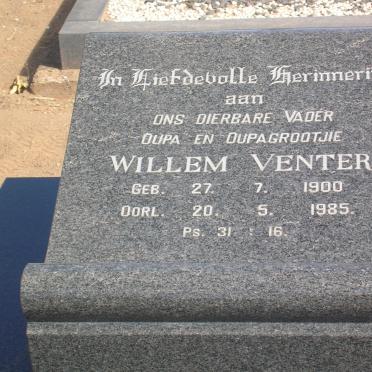 In Liefdevolle Herinneri
aan
ONS DIERBARE VADER
OUPA EN OUPAGROOTJIE
WILLEM VENTER
GEB. 27. 7. 1900
OORL. 20. 5. 1985.
PS. 31 : 16.